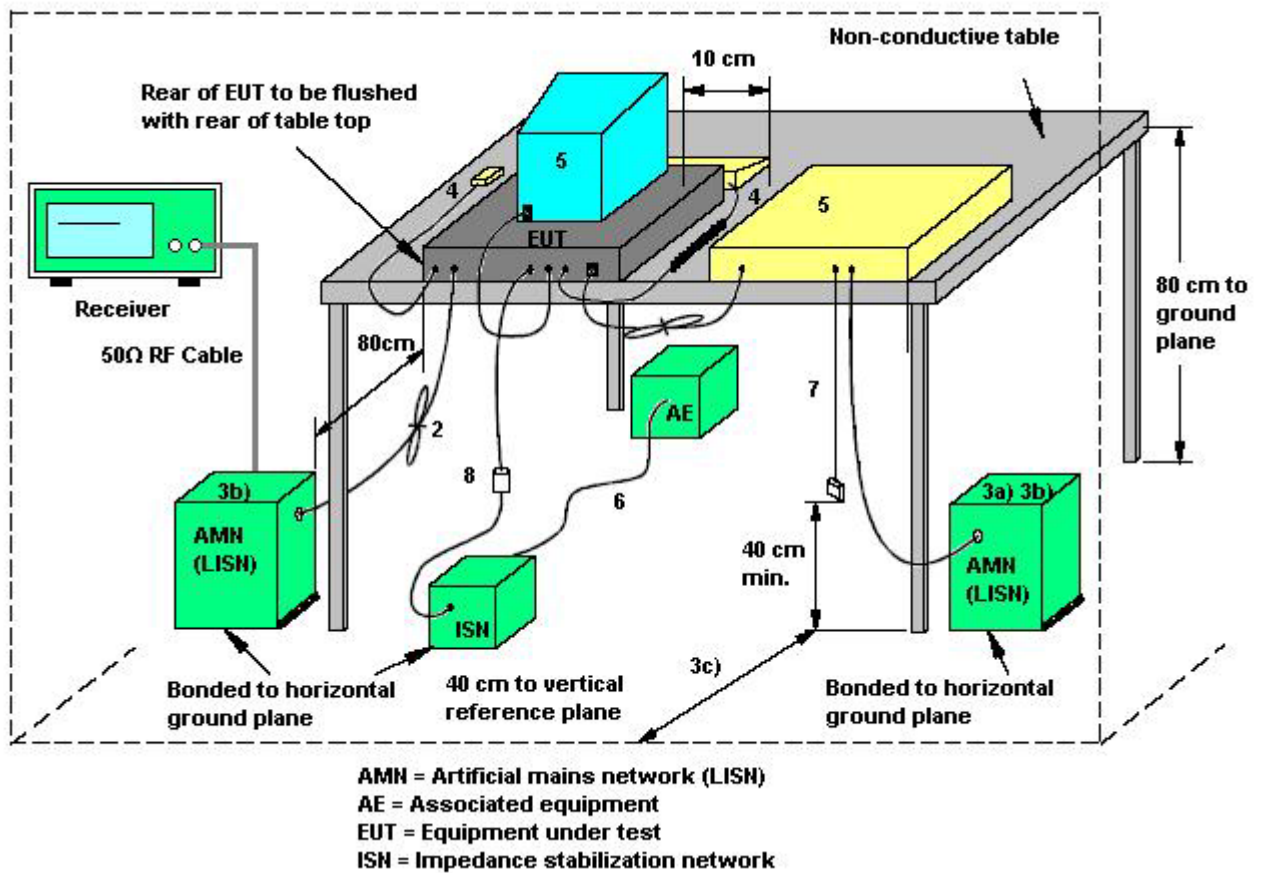 Non-conductive table
10 cm
Rear of EUT to be flushed
with rear of table top
5
4
4
5
EUT
Receiver
80 cm to
ground
plane
50Ω RF Cable
80cm
7
AE
2
8
3b)
6
3a) 3b)
AMN
(LISN)
40 cm
min.
AMN
(LISN)
ISN
3c)
Bonded to horizontal
ground plane
40 cm to vertical
reference plane
Bonded to horizontal
ground plane
AMN = Artificial mains network (LISN)
AE = Associated equipment
EUT = Equipment under test
ISN = Impedance stabilization network